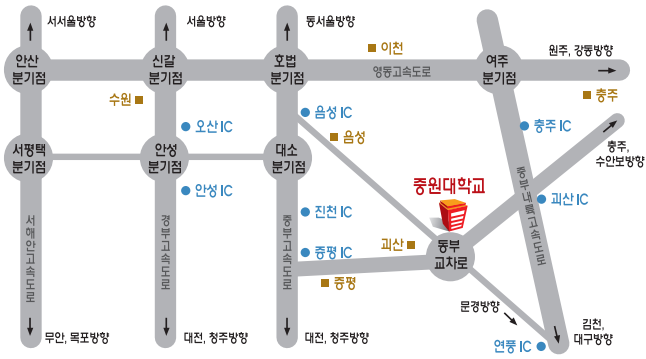 서서울방향
서울방향
동서울방향
이천
원주, 강동방향
안산
분기점
신갈
분기점
호법
분기점
영동고속도로
여주
분기점
수원
충주
오산 IC
음성 IC
음성
충주 IC
서평택
분기점
안성
분기점
대소
분기점
충주,
수안보방향
중원대학교
안성 IC
괴산 IC
진천 IC
서해안고속도로
경부고속도로
중부고속도로
중부내륙고속도로
증평 IC
괴산
동부
교차로
증평
문경방향
무안, 목포방향
대전, 청주방향
대전, 청주방향
연풍 IC
김천,
대구방향